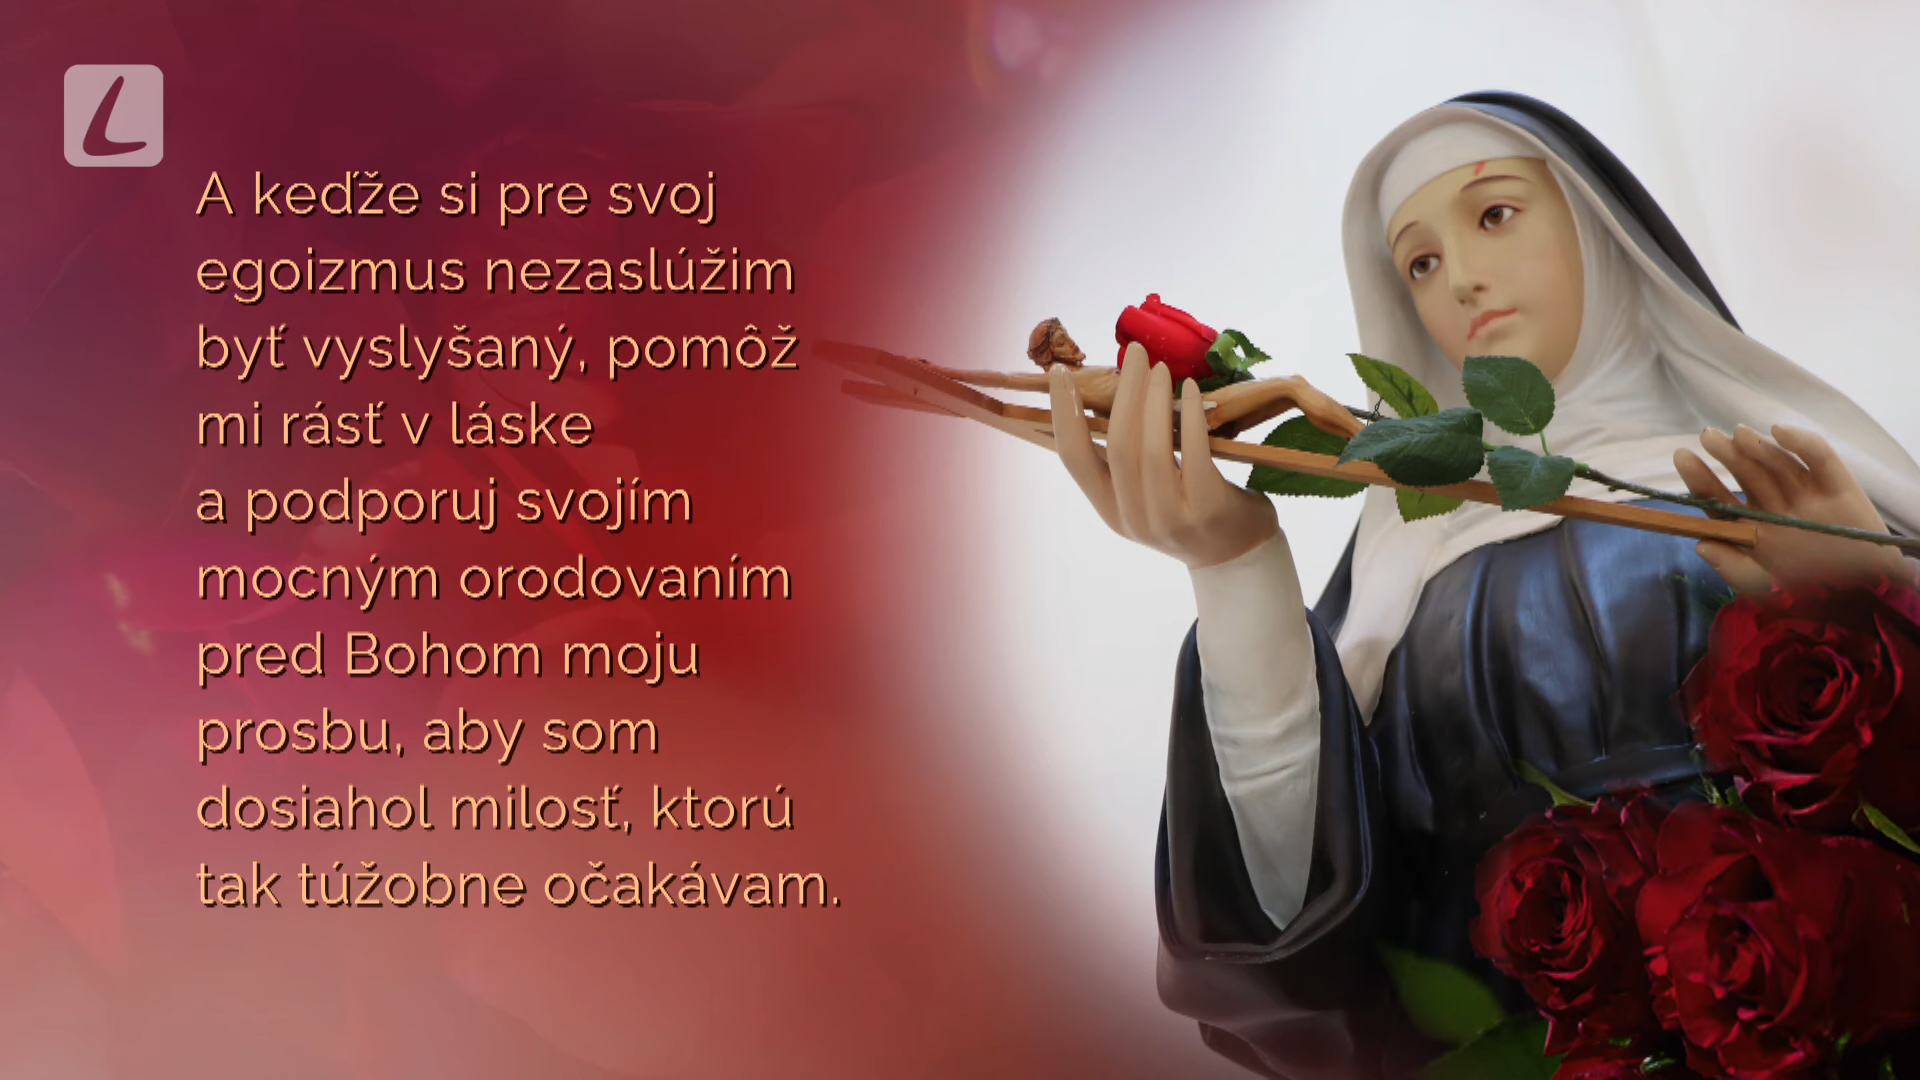 L
A keďže si pre svoj
egoizmus nezaslúžim
byť vyslyšaný, pomôž
mi rásť v láske
a podporuj svojím
mocným orodovaním
pred Bohom moju
prosbu, aby som
dosiahol milosť, ktorú
tak túžobne očakávam.